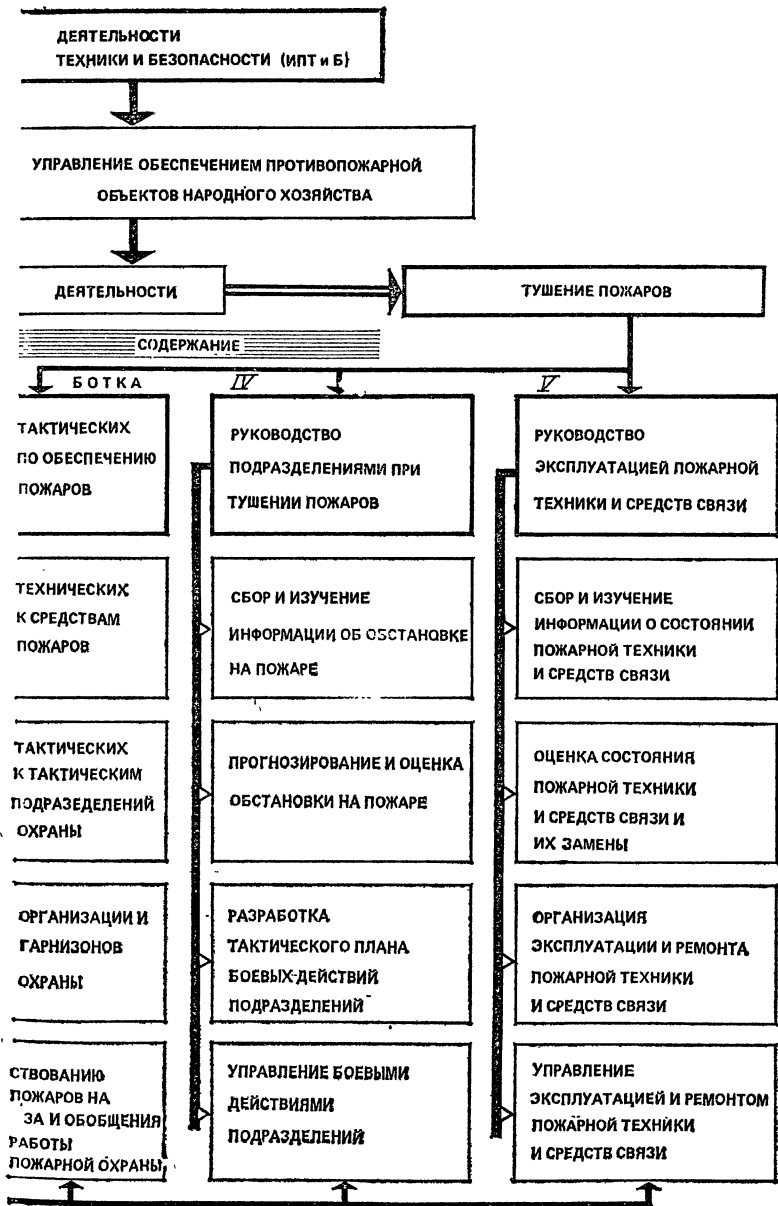 ДЕЯТЕЛЬНОСТИ
ТЕХНИКИ И БЕЗОПАСНОСТИ (ИПТ и Б)
УПРАВЛЕНИЕ ОБЕСПЕЧЕНИЕМ ПРОТИВОПОЖАРНОЙ
ОБЪЕКТОВ НАРОДНОГО ХОЗЯЙСТВА
ДЕЯТЕЛЬНОСТИ
ТУШЕНИЕ ПОЖАРОВ
СОДЕРЖАНИЕ
БОТКА
IV
V
ТАКТИЧЕСКИХ
ПО ОБЕСПЕЧЕНИЮ
ПОЖАРОВ
ТЕХНИЧЕСКИХ
К СРЕДСТВАМ
ПОЖАРОВ
ТАКТИЧЕСКИХ
К ТАКТИЧЕСКИМ
ПОДРАЗЕДЕЛЕНИЙ
ОХРАНЫ
ОРГАНИЗАЦИИ И
ГАРНИЗОНОВ
ОХРАНЫ
СТВОВАНИЮ
ПОЖАРОВ НА
ЗА И ОБОБЩЕНИЯ
РАБОТЫ
ПОЖАРНОЙ ОХРАНЫ
РУКОВОДСТВО
ПОДРАЗДЕЛЕНИЯМИ ПРИ
ТУШЕНИИ ПОЖАРОВ
СБОР И ИЗУЧЕНИЕ
ИНФОРМАЦИИ ОБ ОБСТАНОВКЕ
НА ПОЖАРЕ
ПРОГНОЗИРОВАНИЕ И ОЦЕНКА
ОБСТАНОВКИ НА ПОЖАРЕ
РАЗРАБОТКА
ТАКТИЧЕСКОГО ПЛАНА
БОЕВЫХ ДЕЙСТВИЙ
ПОДРАЗДЕЛЕНИЙ
УПРАВЛЕНИЕ БОЕВЫМИ
ДЕЙСТВИЯМИ
ПОДРАЗДЕЛЕНИЙ
РУКОВОДСТВО
ЭКСПЛУАТАЦИЕЙ ПОЖАРНОЙ
ТЕХНИКИ И СРЕДСТВ СВЯЗИ
СБОР И ИЗУЧЕНИЕ
ИНФОРМАЦИИ О СОСТОЯНИИ
ПОЖАРНОЙ ТЕХНИКИ
И СРЕДСТВ СВЯЗИ
ОЦЕНКА СОСТОЯНИЯ
ПОЖАРНОЙ ТЕХНИКИ
И СРЕДСТВ СВЯЗИ И
ИХ ЗАМЕНЫ
ОРГАНИЗАЦИЯ
ЭКСПЛУАТАЦИИ И РЕМОНТА
ПОЖАРНОЙ ТЕХНИКИ
И СРЕДСТВ СВЯЗИ
УПРАВЛЕНИЕ
ЭКСПЛУАТАЦИЕЙ И РЕМОНТОМ
ПОЖАРНОЙ ТЕХНИКИ
И СРЕДСТВ СВЯЗИ